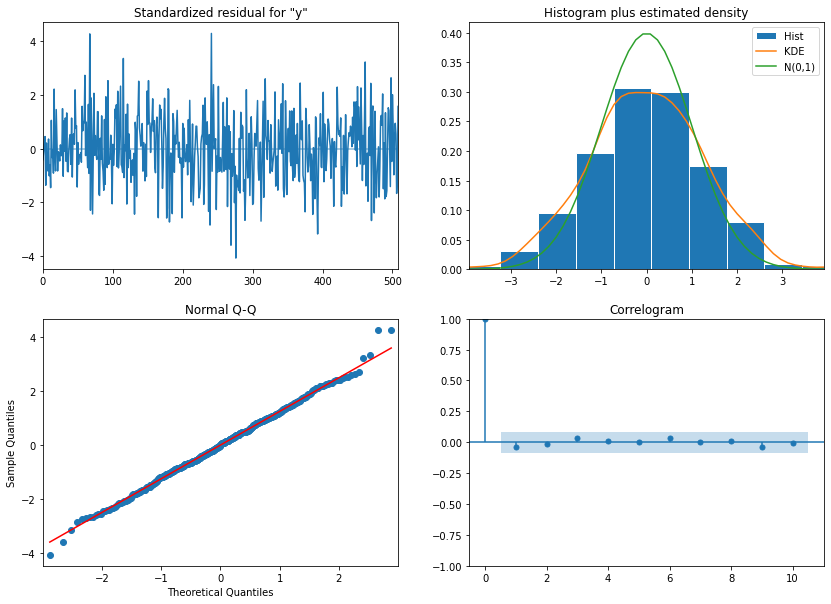 Standardized residual for "y"
4
2
0
−2
−4
0 100 200 300 400 500
Histogram plus estimated density
0.40
0.35
0.30
0.25
0.20
0.15
0.10
0.05
0.00
Hist
KDE
N(0,1)
−3 −2 −1 0 1 2 3
Normal Q-Q
Sample Quantiles
4
2
0
−2
−4
−2 −1 0 1 2
Theoretical Quantiles
Correlogram
1.00
0.75
0.50
0.25
0.00
−0.25
−0.50
−0.75
−1.00
0 2 4 6 8 10